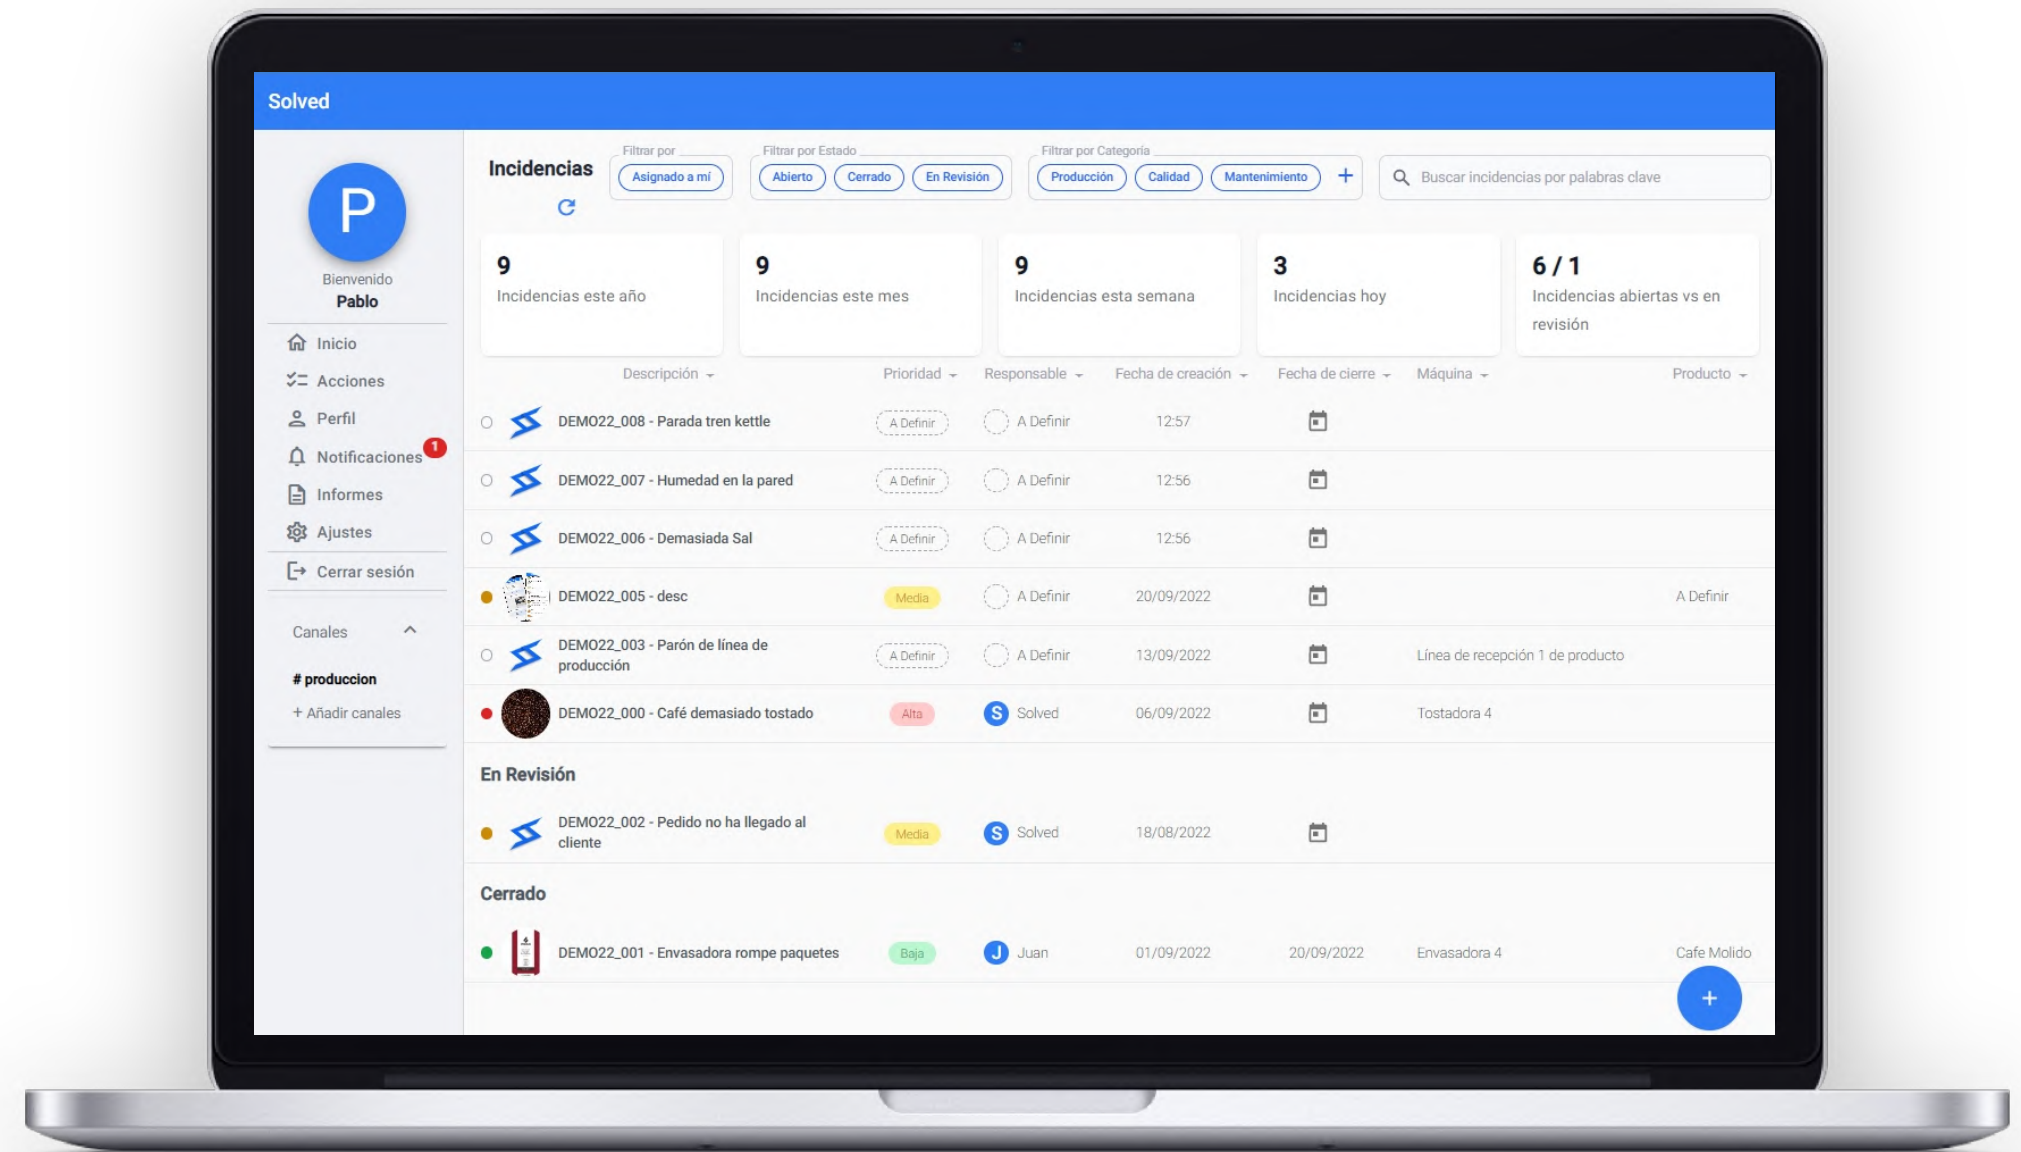 Solved
P
Bienvenido
Pablo
Inicio
Acciones
Perfil
Notificaciones 1
Informes
Ajustes
Cerrar sesión
Canales
# produccion
+ Añadir canales
Incidencias
Filtrar por
Asignado a mí
Filtrar por Estado
Abierto Cerrado En Revisión
Filtrar por Categoría
Producción Calidad Mantenimiento +
Buscar incidencias por palabras clave
9
Incidencias este año
9
Incidencias este mes
9
Incidencias esta semana
3
Incidencias hoy
6 / 1
Incidencias abiertas vs en
revisión
Descripción Prioridad Responsable Fecha de creación Fecha de cierre Máquina Producto
DEMO22_008 - Parada tren kettle A Definir A Definir 12:57
DEMO22_007 - Humedad en la pared A Definir A Definir 12:56
DEMO22_006 - Demasiada Sal A Definir A Definir 12:56
DEMO22_005 - desc Media A Definir 20/09/2022 A Definir
DEMO22_003 - Parón de línea de
producción A Definir A Definir 13/09/2022 Línea de recepción 1 de producto
DEMO22_000 - Café demasiado tostado Alta S Solved 06/09/2022 Tostadora 4
En Revisión
DEMO22_002 - Pedido no ha llegado al
cliente Media S Solved 18/08/2022
Cerrado
DEMO22_001 - Envasadora rompe paquetes Baja J Juan 01/09/2022 20/09/2022 Envasadora 4 Cafe Molido
+